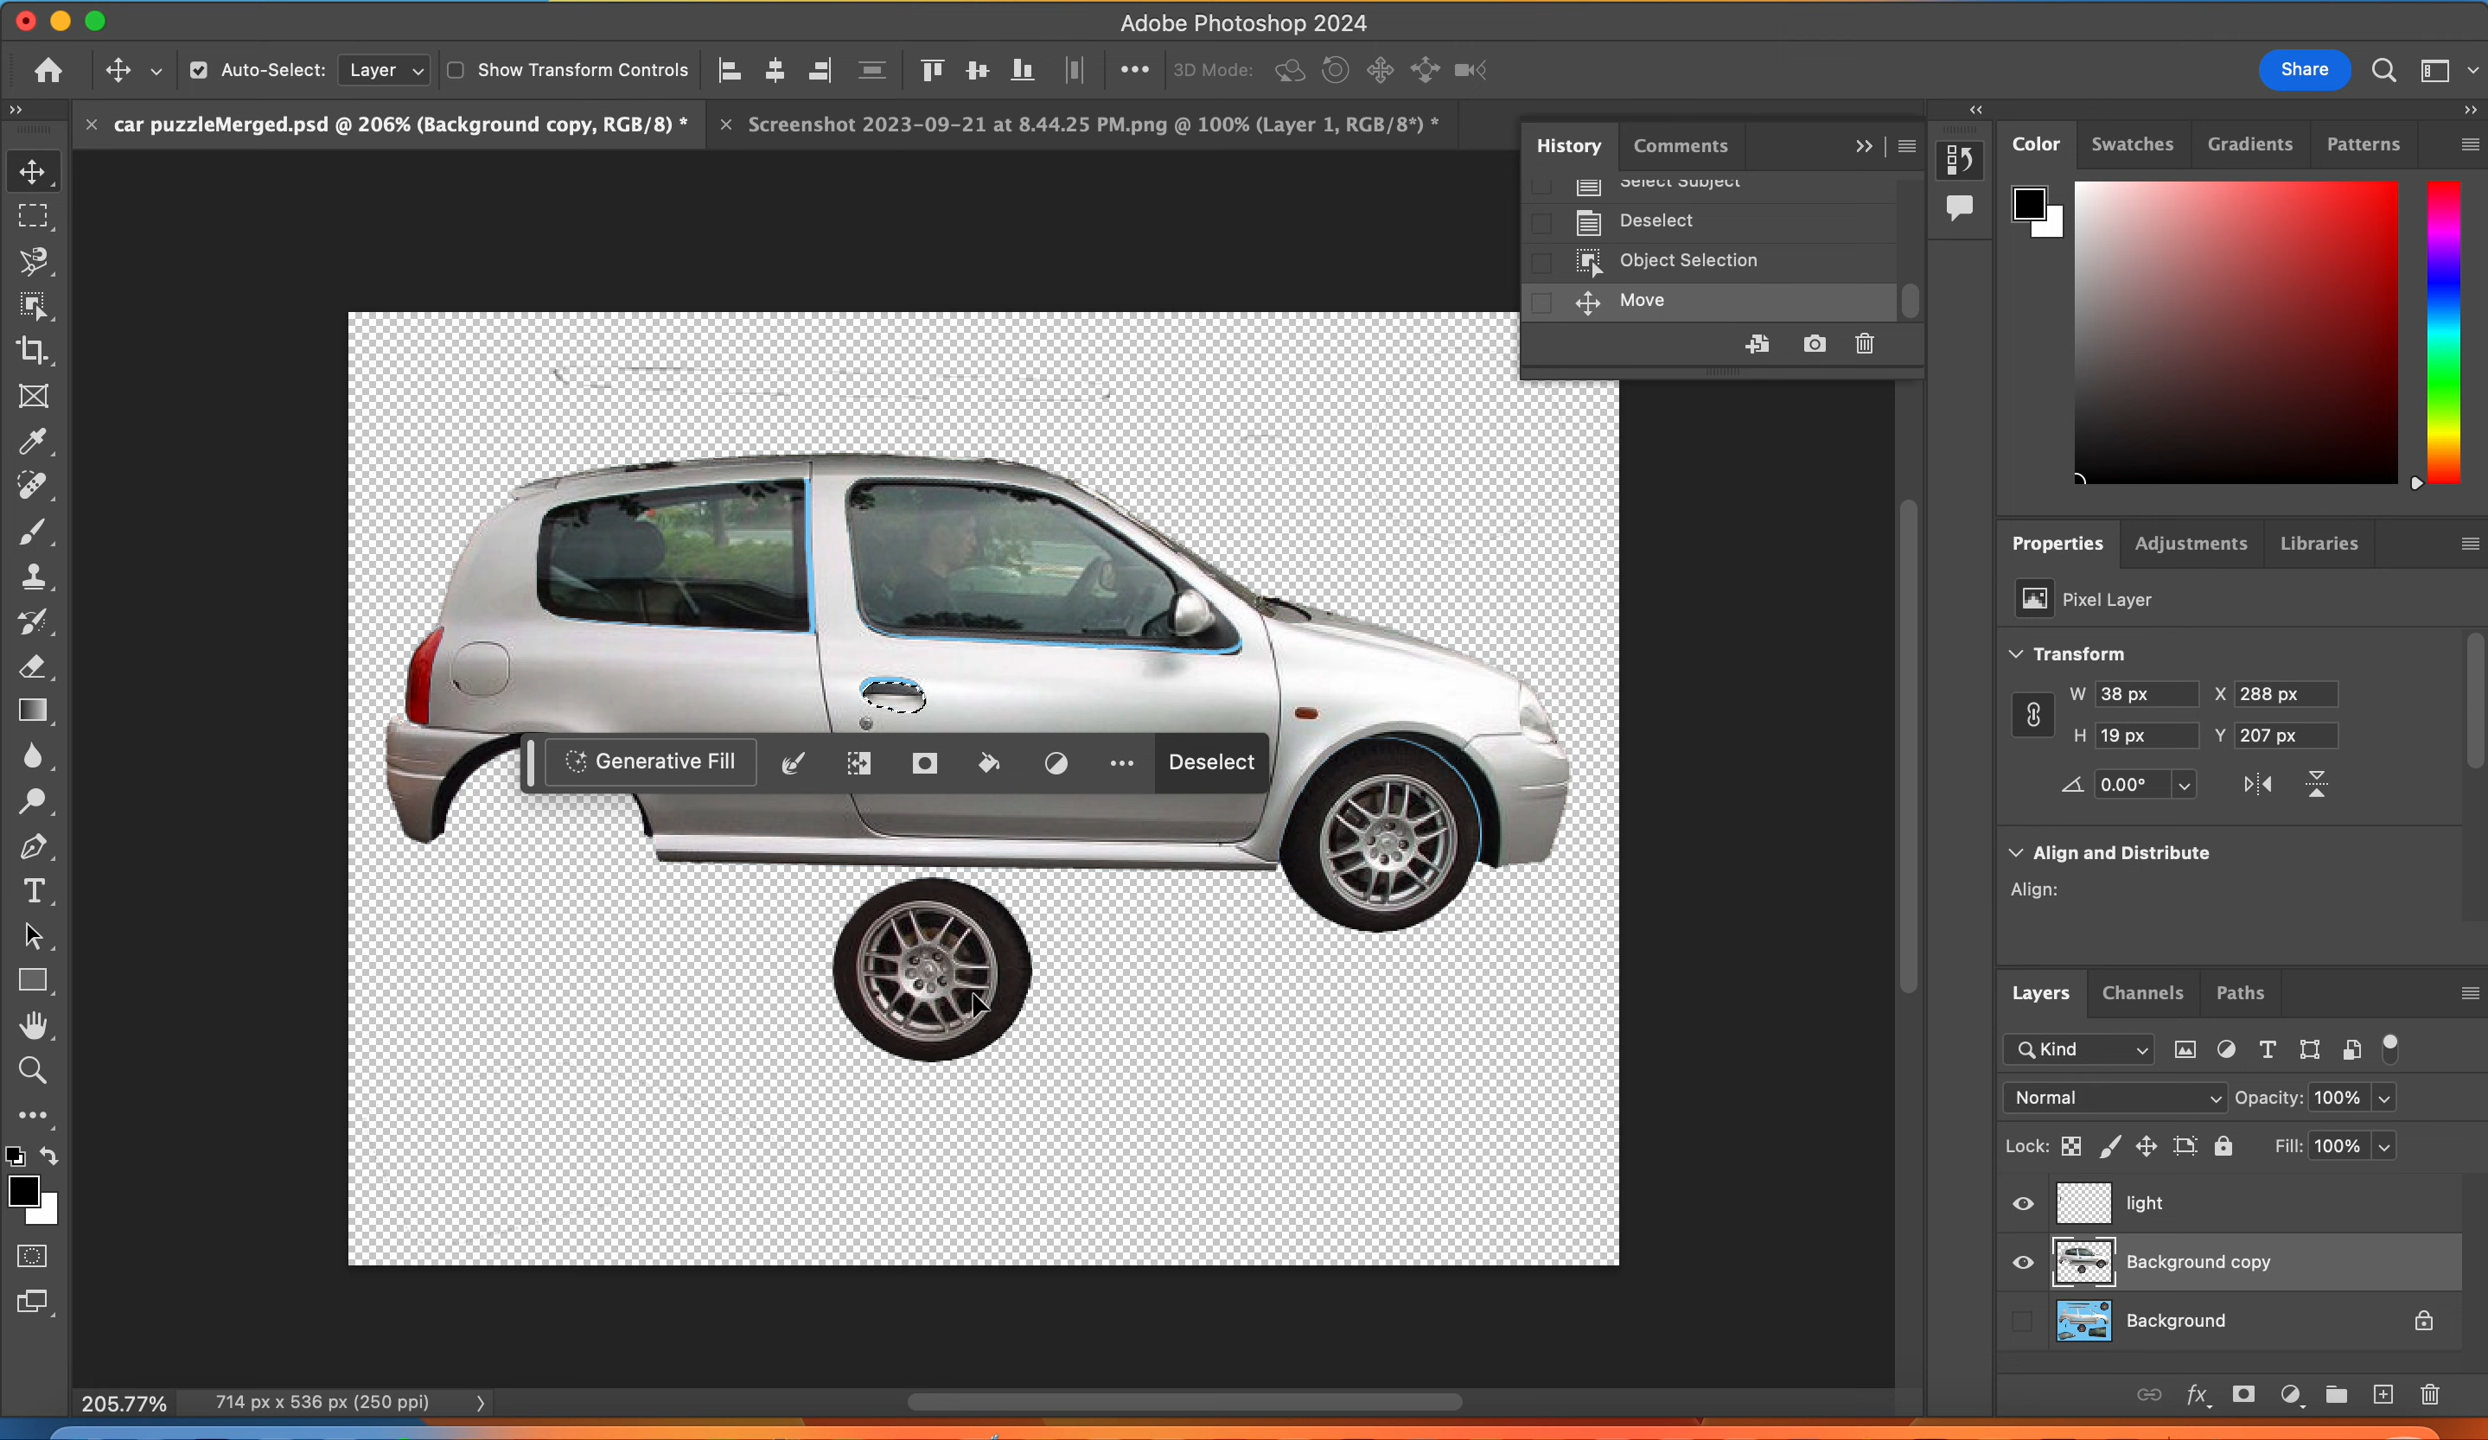 Adobe Photoshop 2024
Auto-Select:
Layer
Show Transform Controls
3D Mode:
Share
car puzzleMerged.psd @ 206% (Background copy, RGB/8) *
Screenshot 2023-09-21 at 8.44.25 PM.png @ 100% (Layer 1, RGB/8*) *
History
Comments
Select Subject
Deselect
Object Selection
Move
Color
Swatches
Gradients
Patterns
Properties
Adjustments
Libraries
Pixel Layer
Transform
W 38 px X 288 px
H 19 px Y 207 px
0.00°
Align and Distribute
Align:
Generative Fill
Deselect
Layers
Channels
Paths
Kind
Normal
Opacity: 100%
Lock:
Fill: 100%
light
Background copy
Background
205.77%
714 px x 536 px (250 ppi)